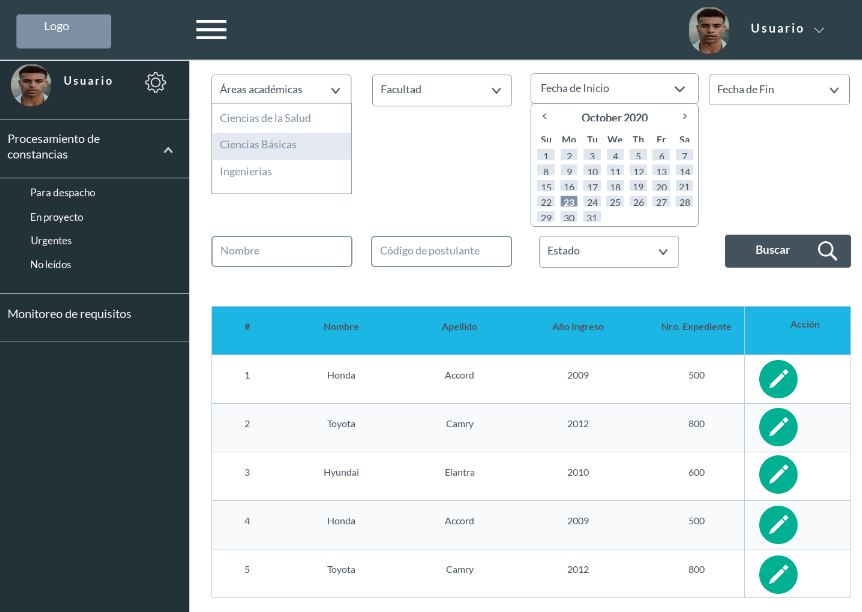 Logo
Usuario
Usuario
Procesamiento de
constancias
Para despacho
En proyecto
Urgentes
No leídos
Monitoreo de requisitos
Áreas académicas
Ciencias de la Salud
Ciencias Básicas
Ingenierías
Facultad
Fecha de Inicio
October 2020
Su Mo Tu We Th Fr Sa
1 2 3 4 5 6 7
8 9 10 11 12 13 14
15 16 17 18 19 20 21
22 23 24 25 26 27 28
29 30 31
Fecha de Fin
Nombre
Código de postulante
Estado
Buscar
# Nombre Apellido Año Ingreso Nro. Expediente Acción
1 Honda Accord 2009 500
2 Toyota Camry 2012 800
3 Hyundai Elantra 2010 600
4 Honda Accord 2009 500
5 Toyota Camry 2012 800